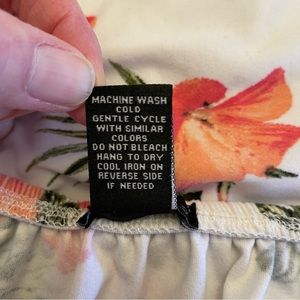 MACHINE WASH
COLD
GENTLE CYCLE
WITH SIMILAR
COLORS
DO NOT BLEACH
HANG TO DRY
COOL IRON ON
REVERSE SIDE
IF NEEDED